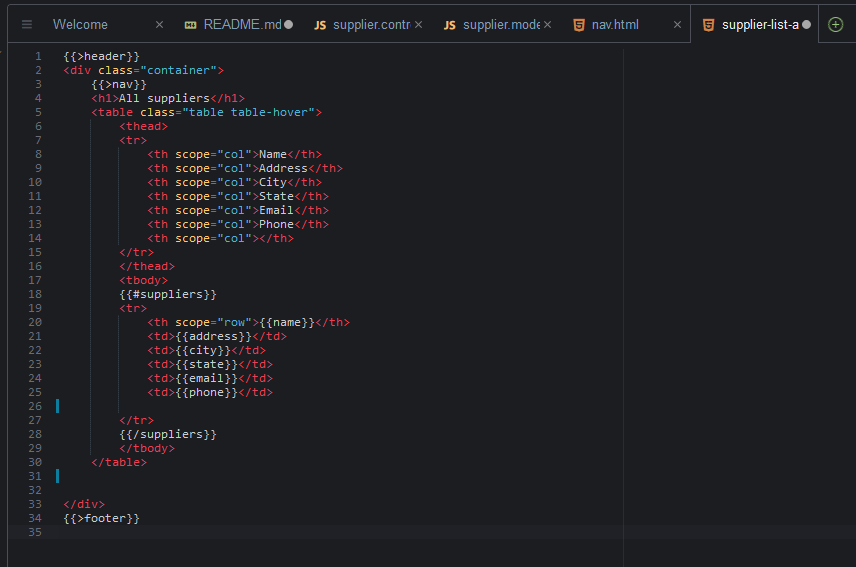 Welcome README.md supplier.contr supplier.mode nav.html supplier-list-a
1 {{>header}}
2 <div class="container">
3     {{>nav}}
4     <h1>All suppliers</h1>
5     <table class="table table-hover">
6         <thead>
7         <tr>
8             <th scope="col">Name</th>
9             <th scope="col">Address</th>
10             <th scope="col">City</th>
11             <th scope="col">State</th>
12             <th scope="col">Email</th>
13             <th scope="col">Phone</th>
14             <th scope="col"></th>
15         </tr>
16         </thead>
17         <tbody>
18         {{#suppliers}}
19         <tr>
20             <th scope="row">{{name}}</th>
21             <td>{{address}}</td>
22             <td>{{city}}</td>
23             <td>{{state}}</td>
24             <td>{{email}}</td>
25             <td>{{phone}}</td>
26
27         </tr>
28         {{/suppliers}}
29         </tbody>
30     </table>
31
32
33 </div>
34 {{>footer}}
35